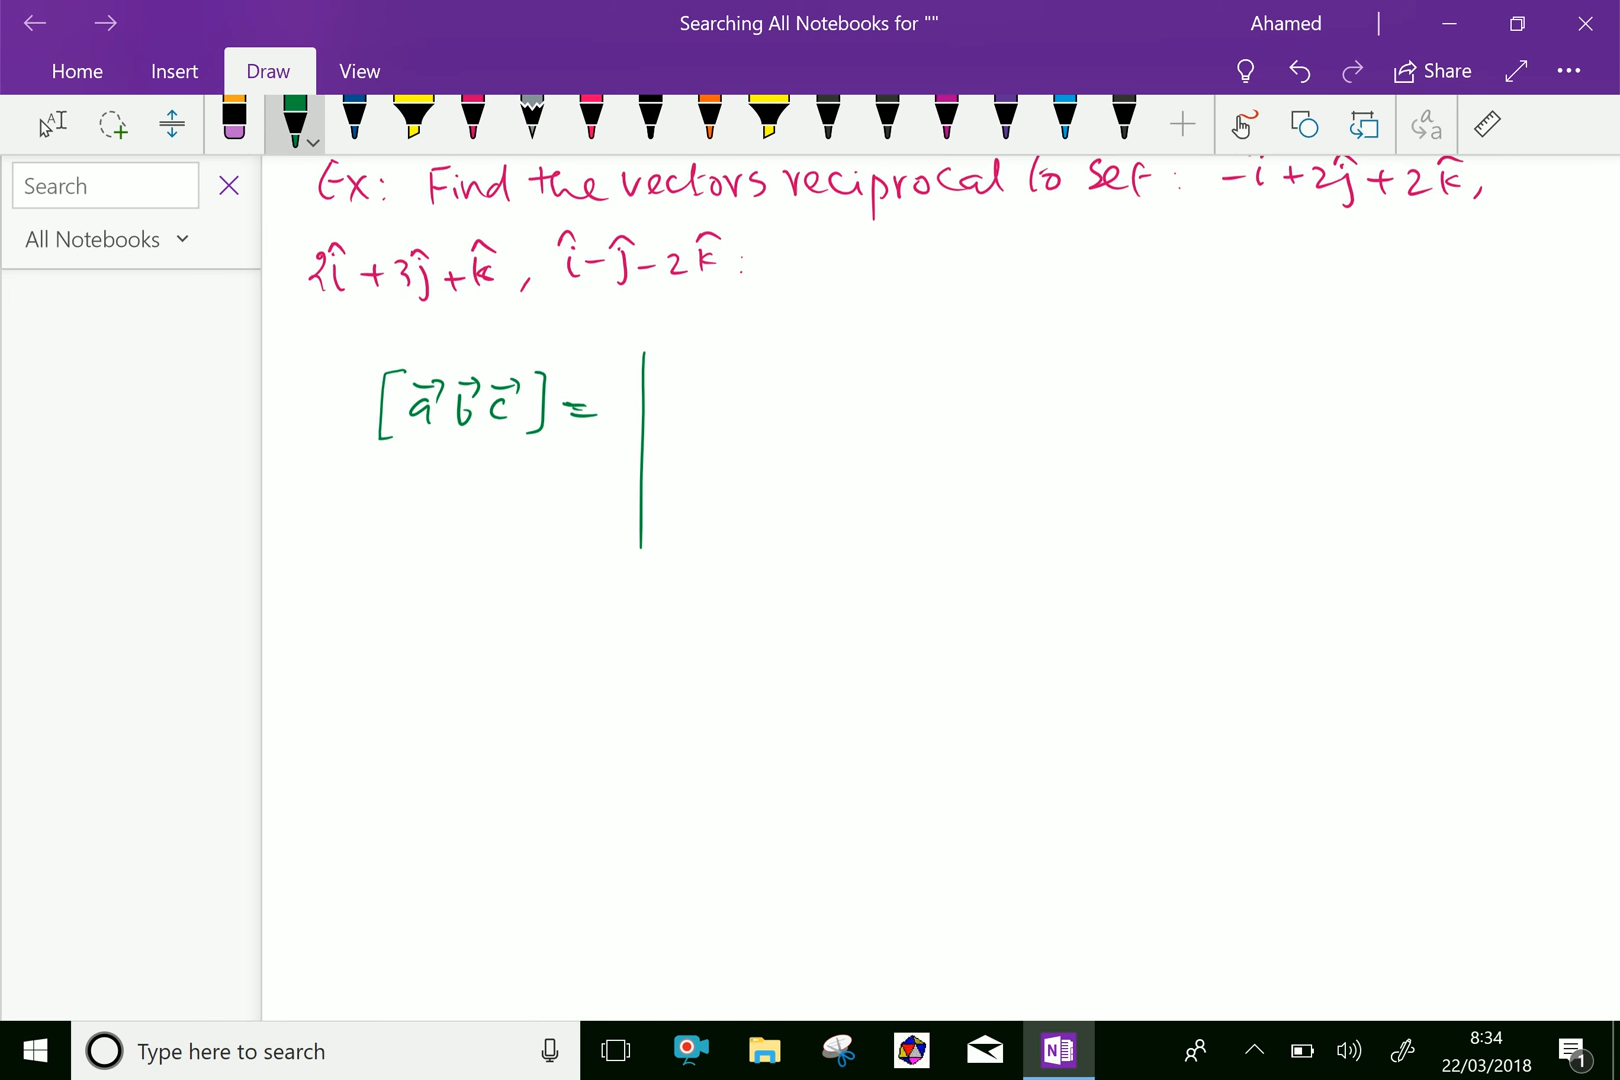 Searching All Notebooks for ""
Ahamed
Home Insert Draw View
Share
Search
All Notebooks
Ex: Find the vectors reciprocal to set: -î + 2ĵ + 2k̂,
2î + 3ĵ + k̂, î - ĵ - 2k̂ :
[a⃗ b⃗ c⃗] =
Type here to search
8:34
22/03/2018
1